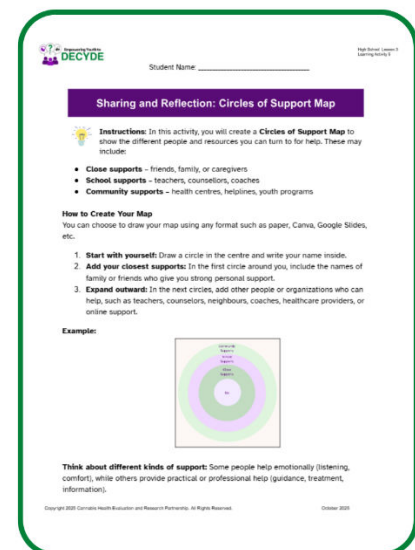 Empowering Youth to
DECYDE
High School: Lesson 3
Learning Activity 3
Student Name: ______________________________
Sharing and Reflection: Circles of Support Map
Instructions: In this activity, you will create a Circles of Support Map to
show the different people and resources you can turn to for help. These may
include:
● Close supports – friends, family, or caregivers
● School supports – teachers, counsellors, coaches
● Community supports – health centres, helplines, youth programs
How to Create Your Map
You can choose to draw your map using any format such as paper, Canva, Google Slides,
etc.
1. Start with yourself: Draw a circle in the centre and write your name inside.
2. Add your closest supports: In the first circle around you, include the names of
family or friends who give you strong personal support.
3. Expand outward: In the next circles, add other people or organizations who can
help, such as teachers, counselors, neighbours, coaches, healthcare providers, or
online support.
Example:
Community
Supports
School
Supports
Close
Supports
Think about different kinds of support: Some people help emotionally (listening,
comfort), while others provide practical or professional help (guidance, treatment,
information).
Copyright 2025 Cannabis Health Evaluation and Research Partnership. All Rights Reserved.
October 2025